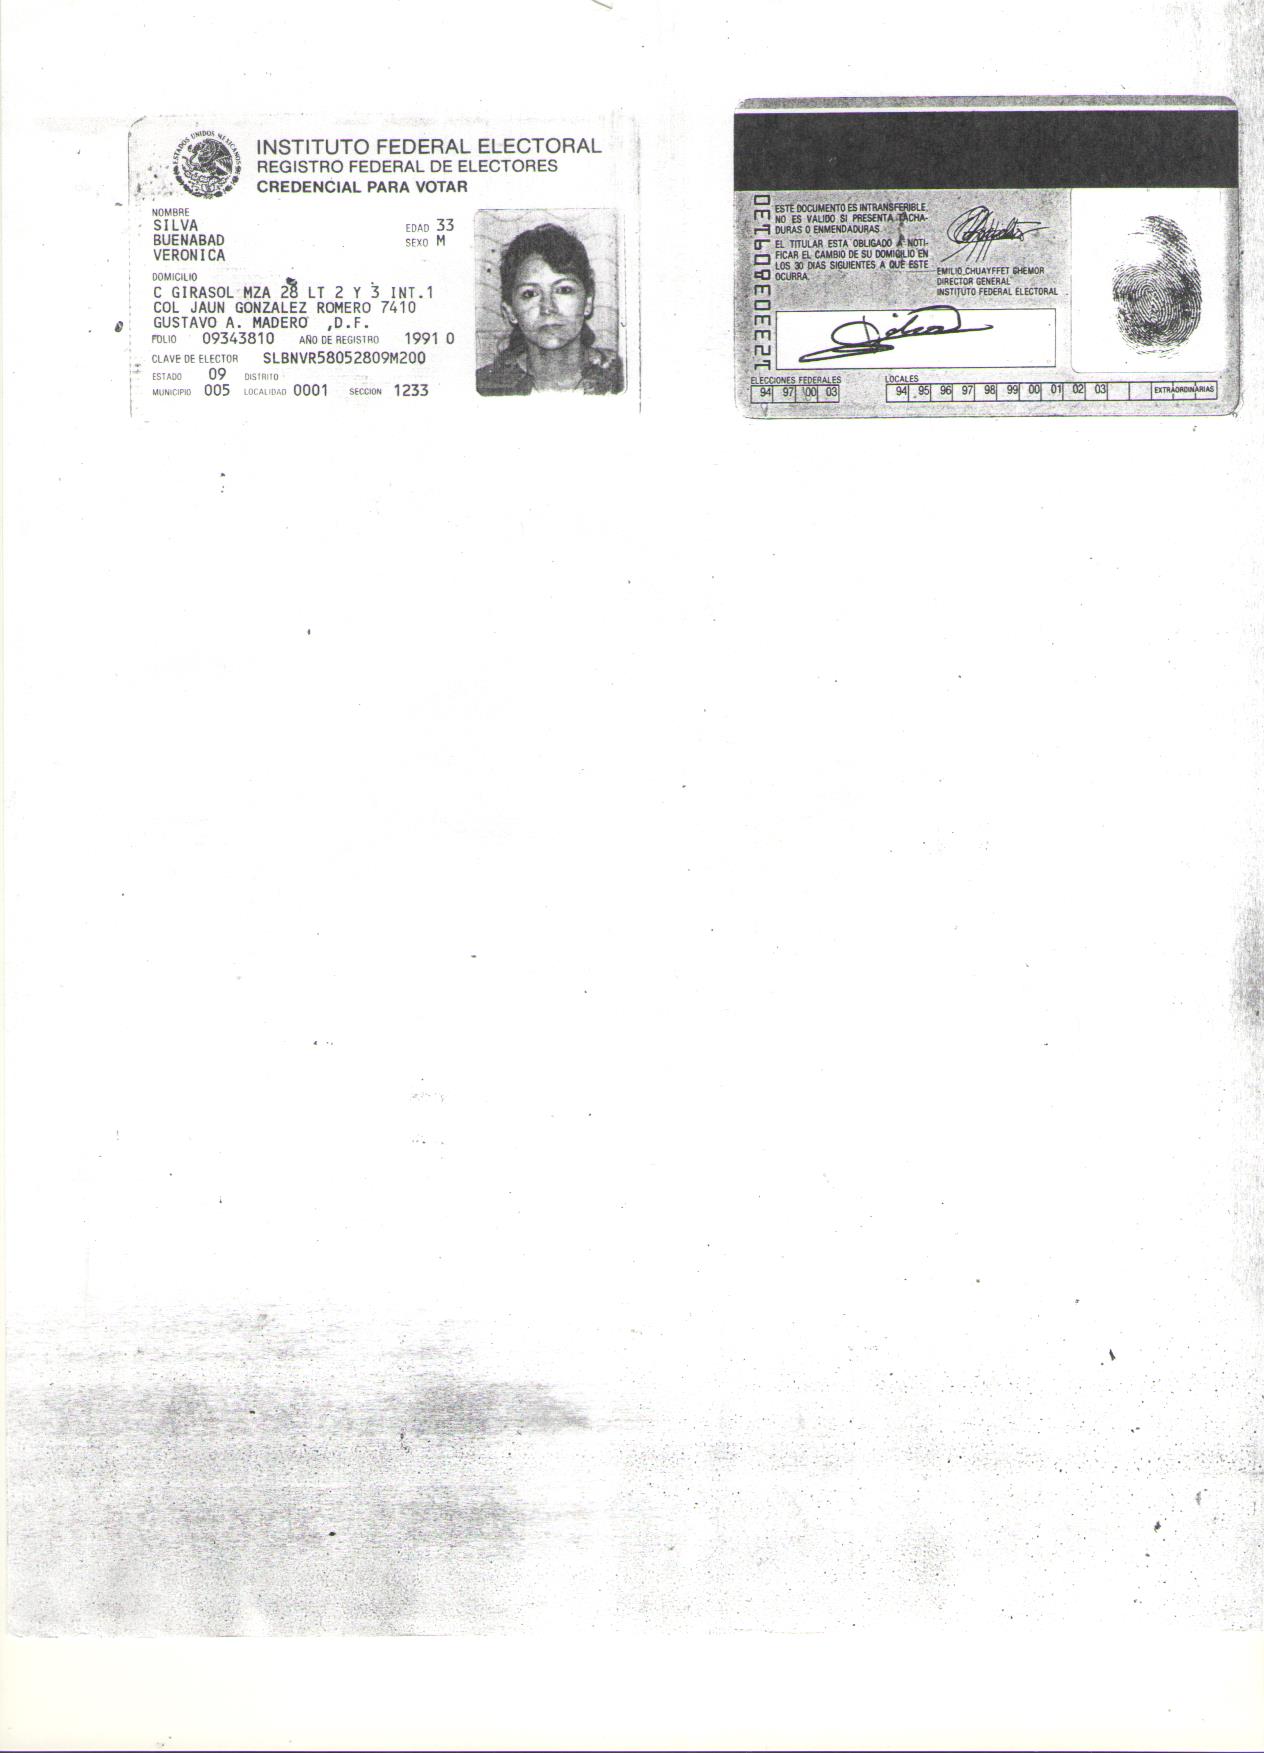 ESTADOS UNIDOS MEXICANOS
INSTITUTO FEDERAL ELECTORAL
REGISTRO FEDERAL DE ELECTORES
CREDENCIAL PARA VOTAR
NOMBRE
SILVA
BUENABAD
VERONICA
EDAD 33
SEXO M
DOMICILIO
C GIRASOL MZA 28 LT 2 Y 3 INT.1
COL JAUN GONZALEZ ROMERO 7410
GUSTAVO A. MADERO ,D.F.
FOLIO 09343810 AÑO DE REGISTRO 1991 0
CLAVE DE ELECTOR SLBNVR58052809M200
ESTADO 09 DISTRITO
MUNICIPIO 005 LOCALIDAD 0001 SECCION 1233
ESTE DOCUMENTO ES INTRANSFERIBLE,
NO ES VALIDO SI PRESENTA TACHA-
DURAS O ENMENDADURAS.
EL TITULAR ESTA OBLIGADO A NOTI-
FICAR EL CAMBIO DE SU DOMICILIO EN
LOS 30 DIAS SIGUIENTES A QUE ESTE
OCURRA.
EMILIO CHUAYFFET CHEMOR
DIRECTOR GENERAL
INSTITUTO FEDERAL ELECTORAL
ELECCIONES FEDERALES
94 97 00 03
LOCALES
94 95 96 97 98 99 00 01 02 03
EXTRAORDINARIAS